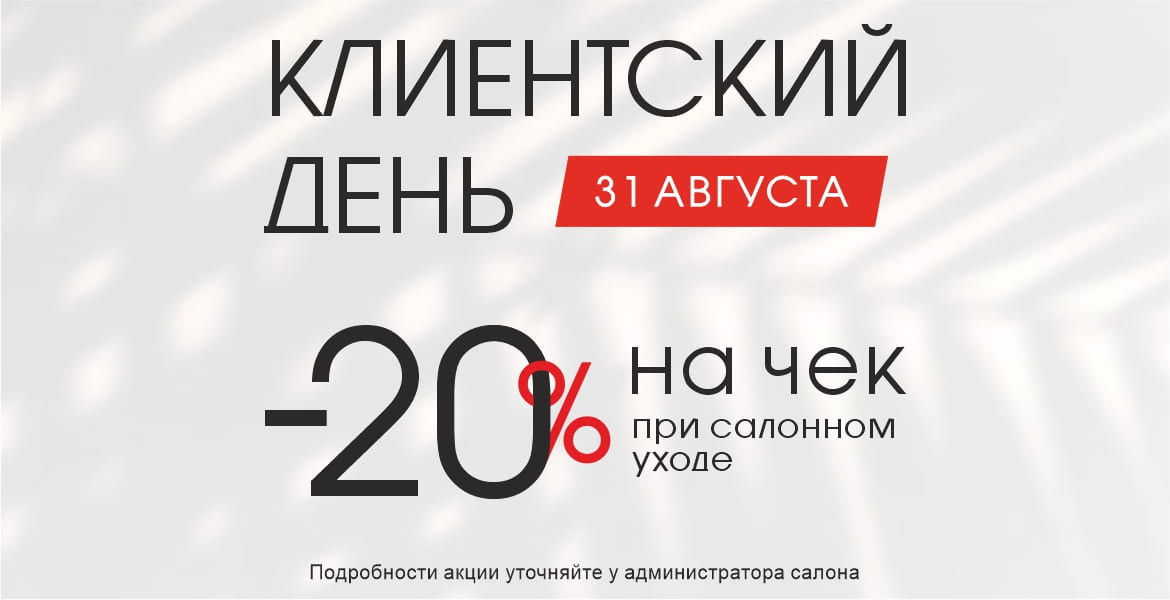 КЛИЕНТСКИЙ
ДЕНЬ 31 АВГУСТА
-20% на чек
при салонном
уходе
Подробности акции уточняйте у администратора салона